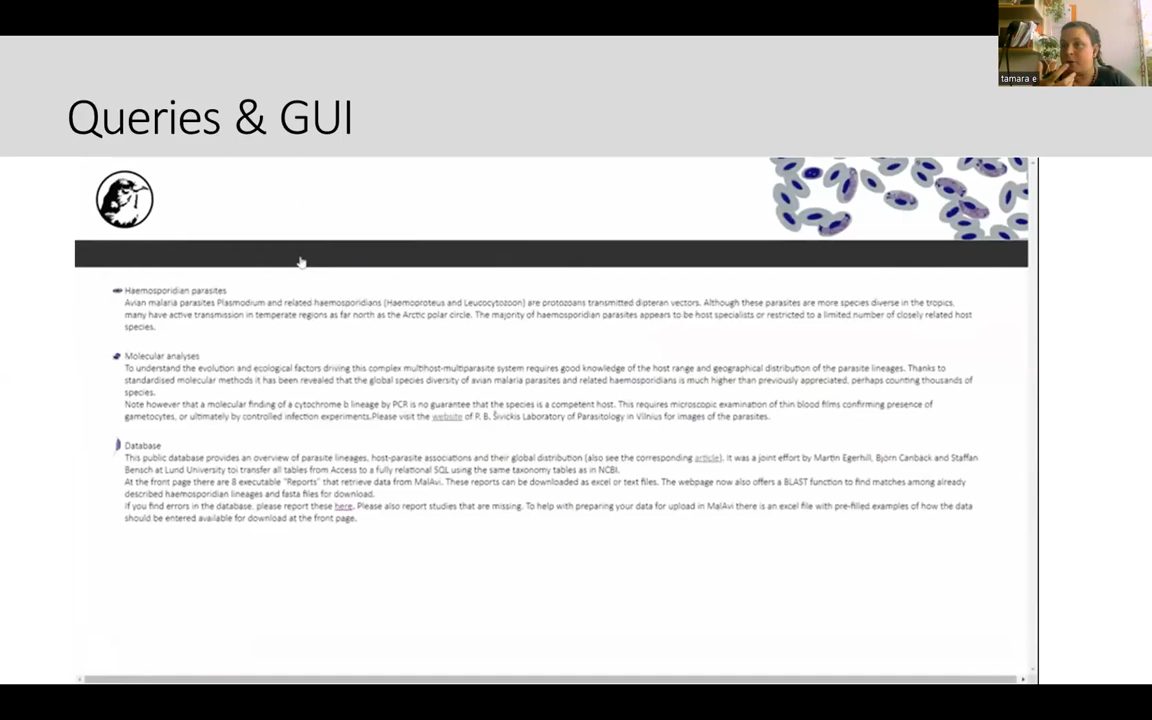 tamara e
Queries & GUI
Haemosporidian parasites
Avian malaria parasites Plasmodium and related haemosporidians (Haemoproteus and Leucocytozoon) are protozoans transmitted dipteran vectors. Although these parasites are more species diverse in the tropics,
many have active transmission in temperate regions as far north as the Arctic polar circle. The majority of haemosporidian parasites appears to be host specialists or restricted to a limited number of closely related host
species.
Molecular analyses
To understand the evolution and ecological factors driving this complex multihost-multiparasite system requires good knowledge of the host range and geographical distribution of the parasite lineages. Thanks to
standardised molecular methods it has been revealed that the global species diversity of avian malaria parasites and related haemosporidians is much higher than previously appreciated, perhaps counting thousands of
species.
Note however that a molecular finding of a cytochrome b lineage by PCR is no guarantee that the species is a competent host. This requires microscopic examination of thin blood films confirming presence of
gametocytes, or ultimately by controlled infection experiments.Please visit the website of P. B. Šivickis Laboratory of Parasitology in Vilnius for images of the parasites.
Database
This public database provides an overview of parasite lineages, host-parasite associations and their global distribution (also see the corresponding article). It was a joint effort by Martin Egerhill, Björn Canbäck and Staffan
Bensch at Lund University toi transfer all tables from Access to a fully relational SQL using the same taxonomy tables as in NCBI.
At the front page there are 8 executable "Reports" that retrieve data from MalAvi. These reports can be downloaded as excel or text files. The webpage now also offers a BLAST function to find matches among already
described haemosporidian lineages and fasta files for download.
If you find errors in the database, please report these here. Please also report studies that are missing. To help with preparing your data for upload in MalAvi there is an excel file with pre-filled examples of how the data
should be entered available for download at the front page.